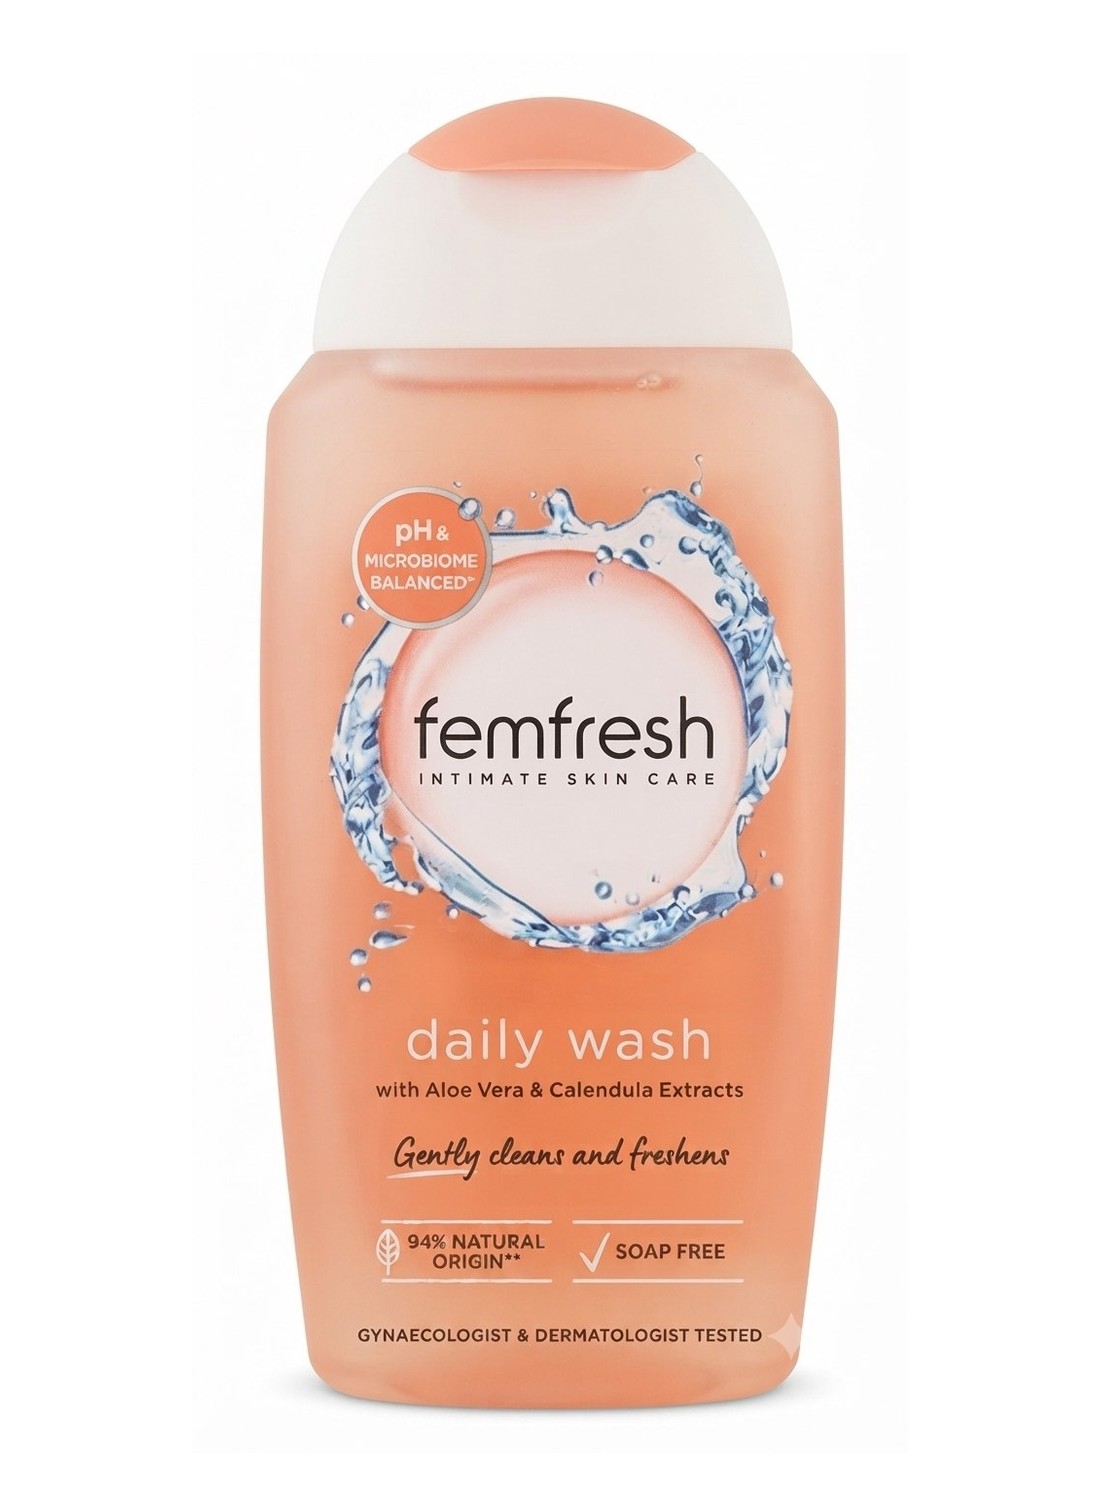 pH &
MICROBIOME
BALANCED
femfresh
INTIMATE SKIN CARE
daily wash
with Aloe Vera & Calendula Extracts
Gently cleans and freshens
94% NATURAL
ORIGIN**
SOAP FREE
GYNAECOLOGIST & DERMATOLOGIST TESTED